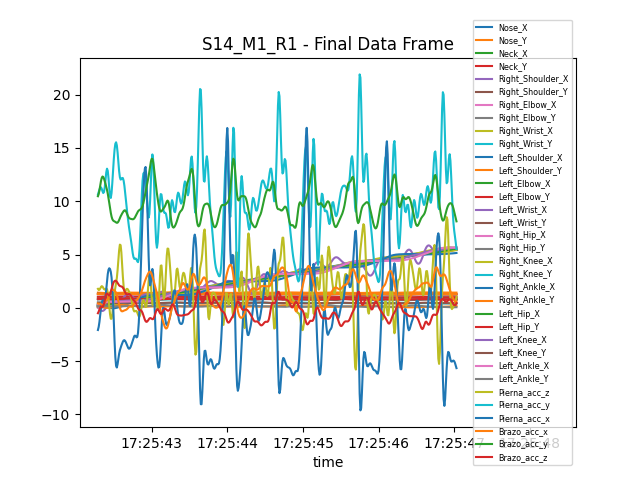 S14_M1_R1 - Final Data Frame
20
15
10
5
0
−5
−10
17:25:43
17:25:44
17:25:45
17:25:46
17:25:47
time
Nose_X
Nose_Y
Neck_X
Neck_Y
Right_Shoulder_X
Right_Shoulder_Y
Right_Elbow_X
Right_Elbow_Y
Right_Wrist_X
Right_Wrist_Y
Left_Shoulder_X
Left_Shoulder_Y
Left_Elbow_X
Left_Elbow_Y
Left_Wrist_X
Left_Wrist_Y
Right_Hip_X
Right_Hip_Y
Right_Knee_X
Right_Knee_Y
Right_Ankle_X
Right_Ankle_Y
Left_Hip_X
Left_Hip_Y
Left_Knee_X
Left_Knee_Y
Left_Ankle_X
Left_Ankle_Y
Pierna_acc_z
Pierna_acc_y
Pierna_acc_x
Brazo_acc_x
Brazo_acc_y
Brazo_acc_z